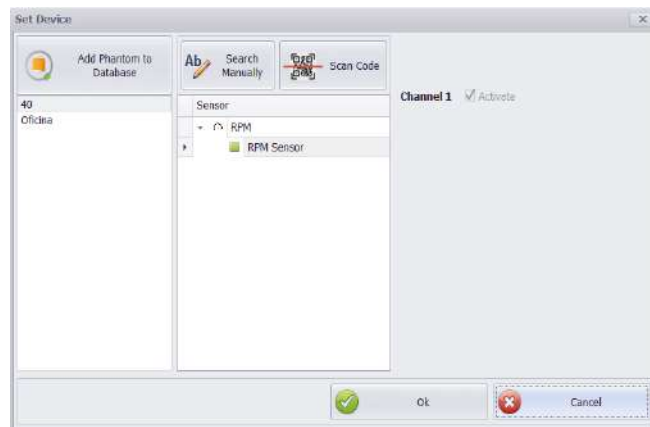 Set Device
Add Phantom to
Database
Ab
Search
Manually
Scan Code
40
Oficina
Sensor
RPM
RPM Sensor
Channel 1
Activate
Ok
Cancel